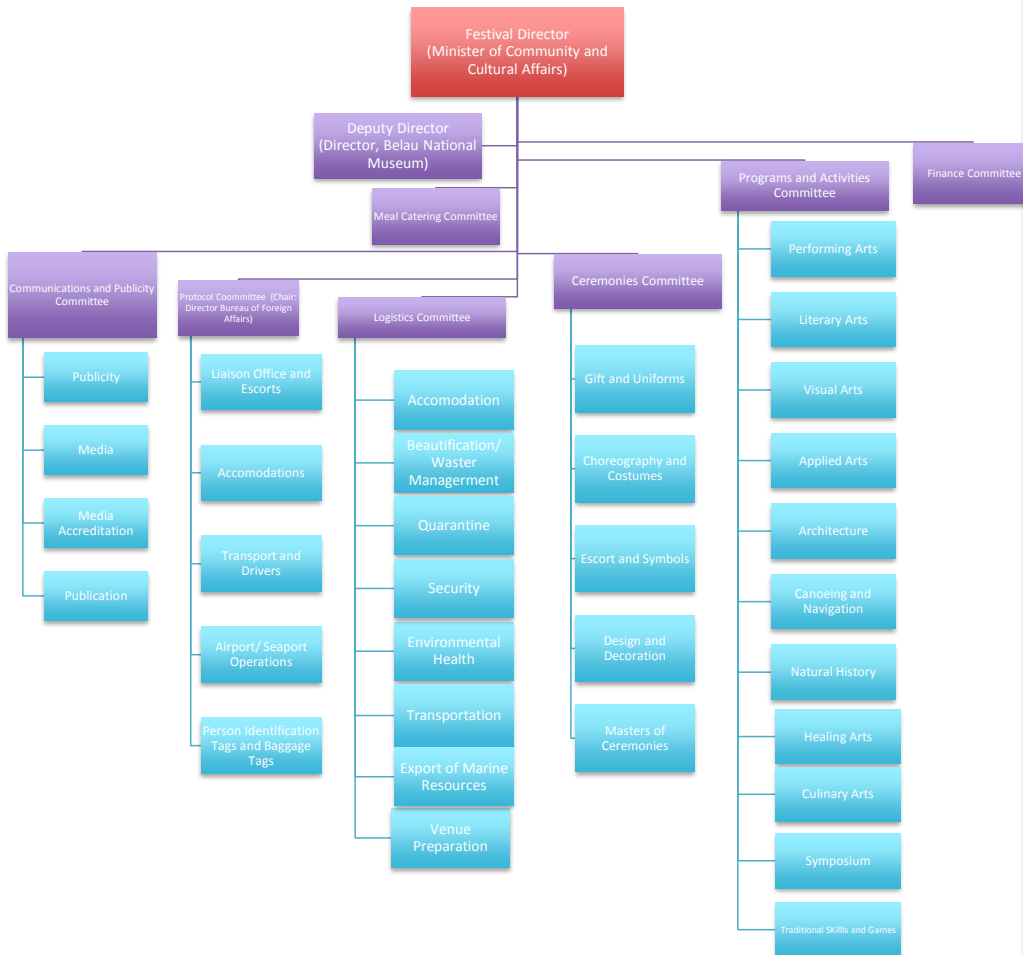 Festival Director
(Minister of Community and
Cultural Affairs)
Deputy Director
(Director, Belau National
Museum)
Meal Catering Committee
Finance Committee
Programs and Activities
Committee
Communications and Publicity
Committee
Publicity
Media
Media
Accreditation
Publication
Protocol Coommittee (Chair:
Director Bureau of Foreign
Affairs)
Liaison Office and
Escorts
Accomodations
Transport and
Drivers
Airport/ Seaport
Operations
Person Identification
Tags and Baggage
Tags
Logistics Committee
Accomodation
Beautification/
Waster
Managerment
Quarantine
Security
Environmental
Health
Transportation
Export of Marine
Resources
Venue
Preparation
Ceremonies Committee
Gift and Uniforms
Choreography and
Costumes
Escort and Symbols
Design and
Decoration
Masters of
Ceremonies
Performing Arts
Literary Arts
Visual Arts
Applied Arts
Architecture
Canoeing and
Navigation
Natural History
Healing Arts
Culinary Arts
Symposium
Traditional SKillls and Games